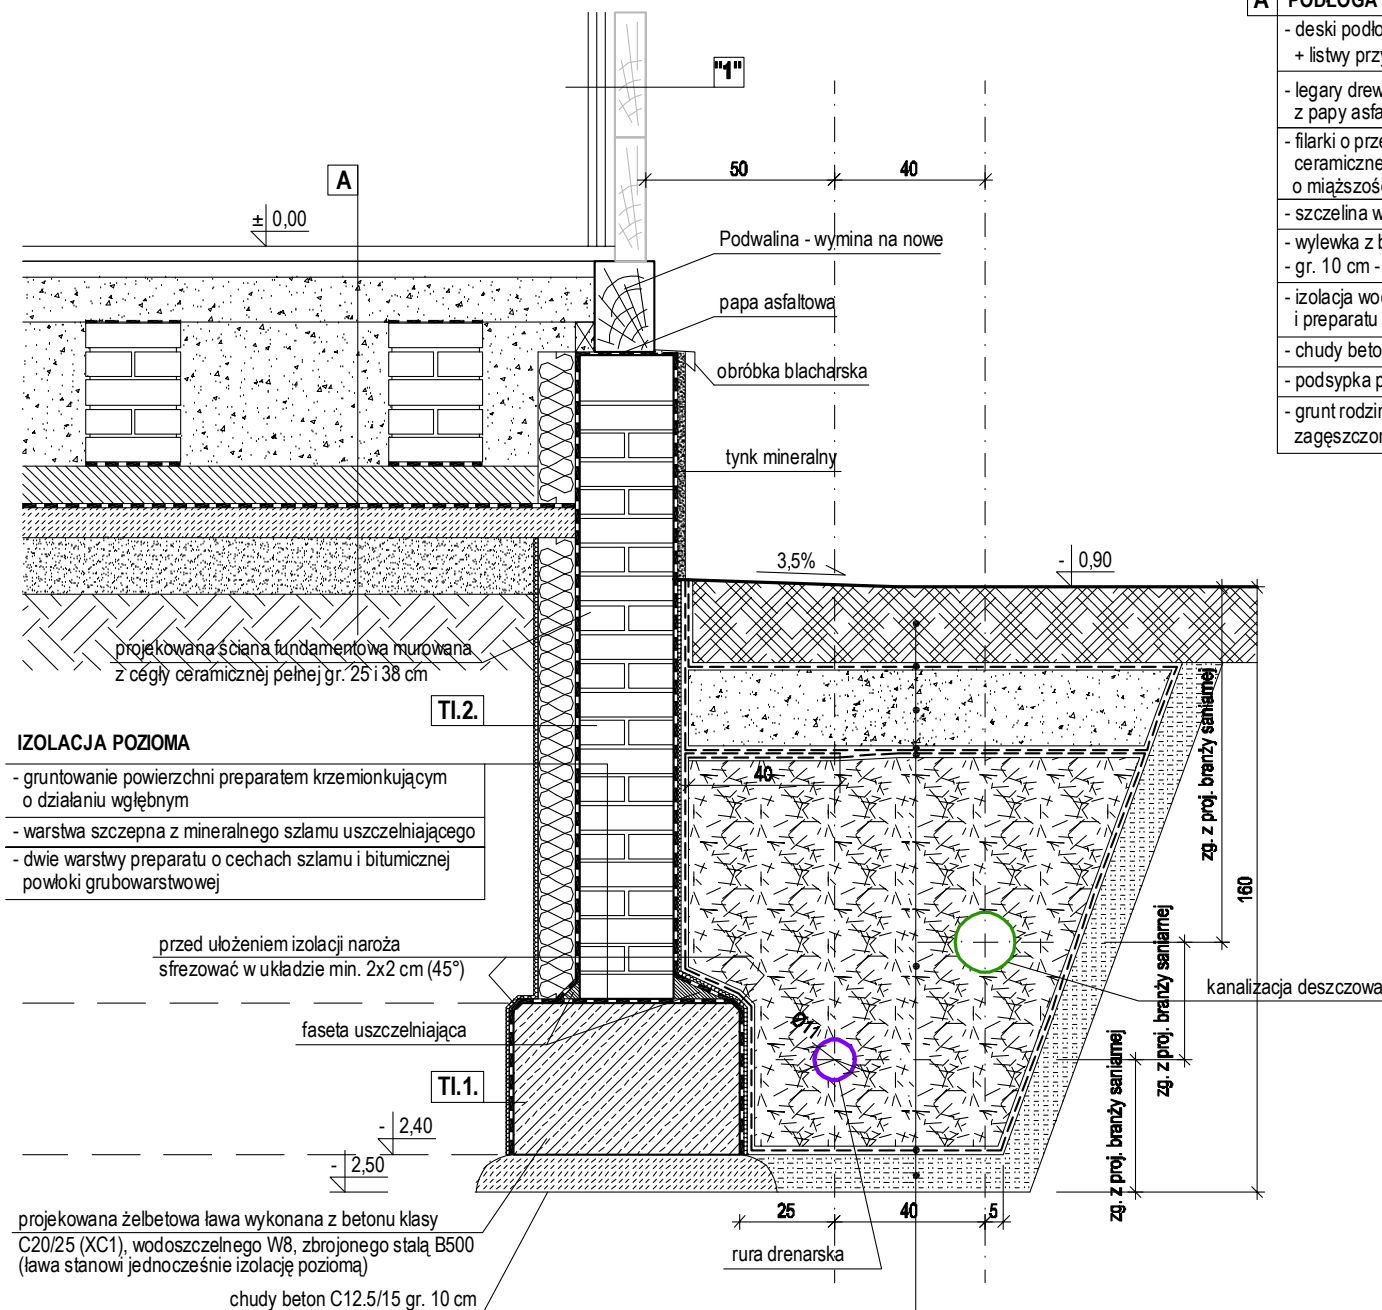 A PODŁOGA
- deski podło
+ listwy przy
- legary drew
z papy asfa
- filarki o prze
ceramiczne
o miąższoś
- szczelina w
- wylewka z b
- gr. 10 cm -
- izolacja wod
i preparatu
- chudy beto
- podsypka p
- grunt rodzin
zagęszczon
"1"
50
40
A
± 0,00
Podwalina - wymina na nowe
papa asfaltowa
obróbka blacharska
tynk mineralny
3,5%
- 0,90
projekowana ściana fundamentowa murowana
z cegły ceramicznej pełnej gr. 25 i 38 cm
TI.2.
IZOLACJA POZIOMA
- gruntowanie powierzchni preparatem krzemionkującym
o działaniu wgłębnym
- warstwa szczepna z mineralnego szlamu uszczelniającego
- dwie warstwy preparatu o cechach szlamu i bitumicznej
powłoki grubowarstwowej
40
zg. z proj. branży saniarnej
160
przed ułożeniem izolacji naroża
sfrezować w układzie min. 2x2 cm (45°)
zg. z proj. branży saniarnej
kanalizacja deszczowa
faseta uszczelniająca
Ø11
zg. z proj. branży saniarnej
TI.1.
- 2,40
- 2,50
projekowana żelbetowa ława wykonana z betonu klasy
C20/25 (XC1), wodoszczelnego W8, zbrojonego stalą B500
(ława stanowi jednocześnie izolację poziomą)
25
40
5
rura drenarska
chudy beton C12.5/15 gr. 10 cm